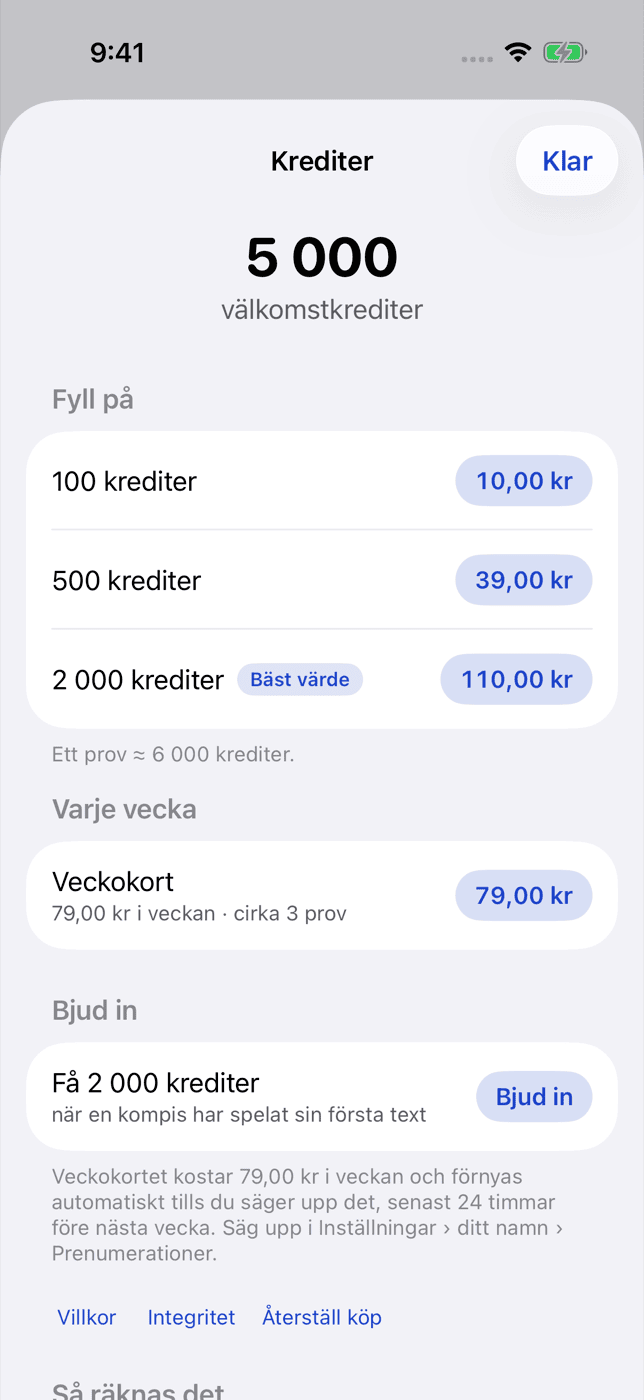 9:41
Krediter
Klar
5 000
välkomstkrediter
Fyll på
100 krediter
10,00 kr
500 krediter
39,00 kr
2 000 krediter
Bäst värde
110,00 kr
Ett prov ≈ 6 000 krediter.
Varje vecka
Veckokort
79,00 kr i veckan · cirka 3 prov
79,00 kr
Bjud in
Få 2 000 krediter
när en kompis har spelat sin första text
Bjud in
Veckokortet kostar 79,00 kr i veckan och förnyas
automatiskt tills du säger upp det, senast 24 timmar
före nästa vecka. Säg upp i Inställningar › ditt namn ›
Prenumerationer.
Villkor
Integritet
Återställ köp
Så räknas det